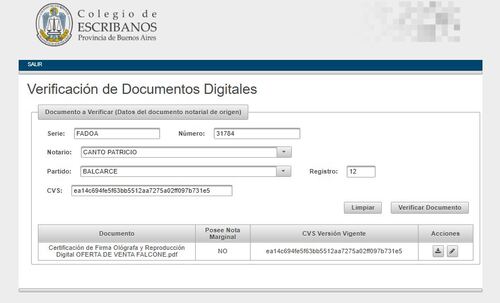 Colegio de
ESCRIBANOS
Provincia de Buenos Aires
SALIR
Verificación de Documentos Digitales
Documento a Verificar (Datos del documento notarial de origen)
Serie: FADOA Número: 31784
Notario: CANTO PATRICIO
Partido: BALCARCE Registro: 12
CVS: ea14c694fe5f63bb5512aa7275a02ff097b731e5
Limpiar Verificar Documento
Documento Posee Nota Marginal CVS Versión Vigente Acciones
Certificación de Firma Ológrafa y Reproducción Digital OFERTA DE VENTA FALCONE.pdf NO ea14c694fe5f63bb5512aa7275a02ff097b731e5